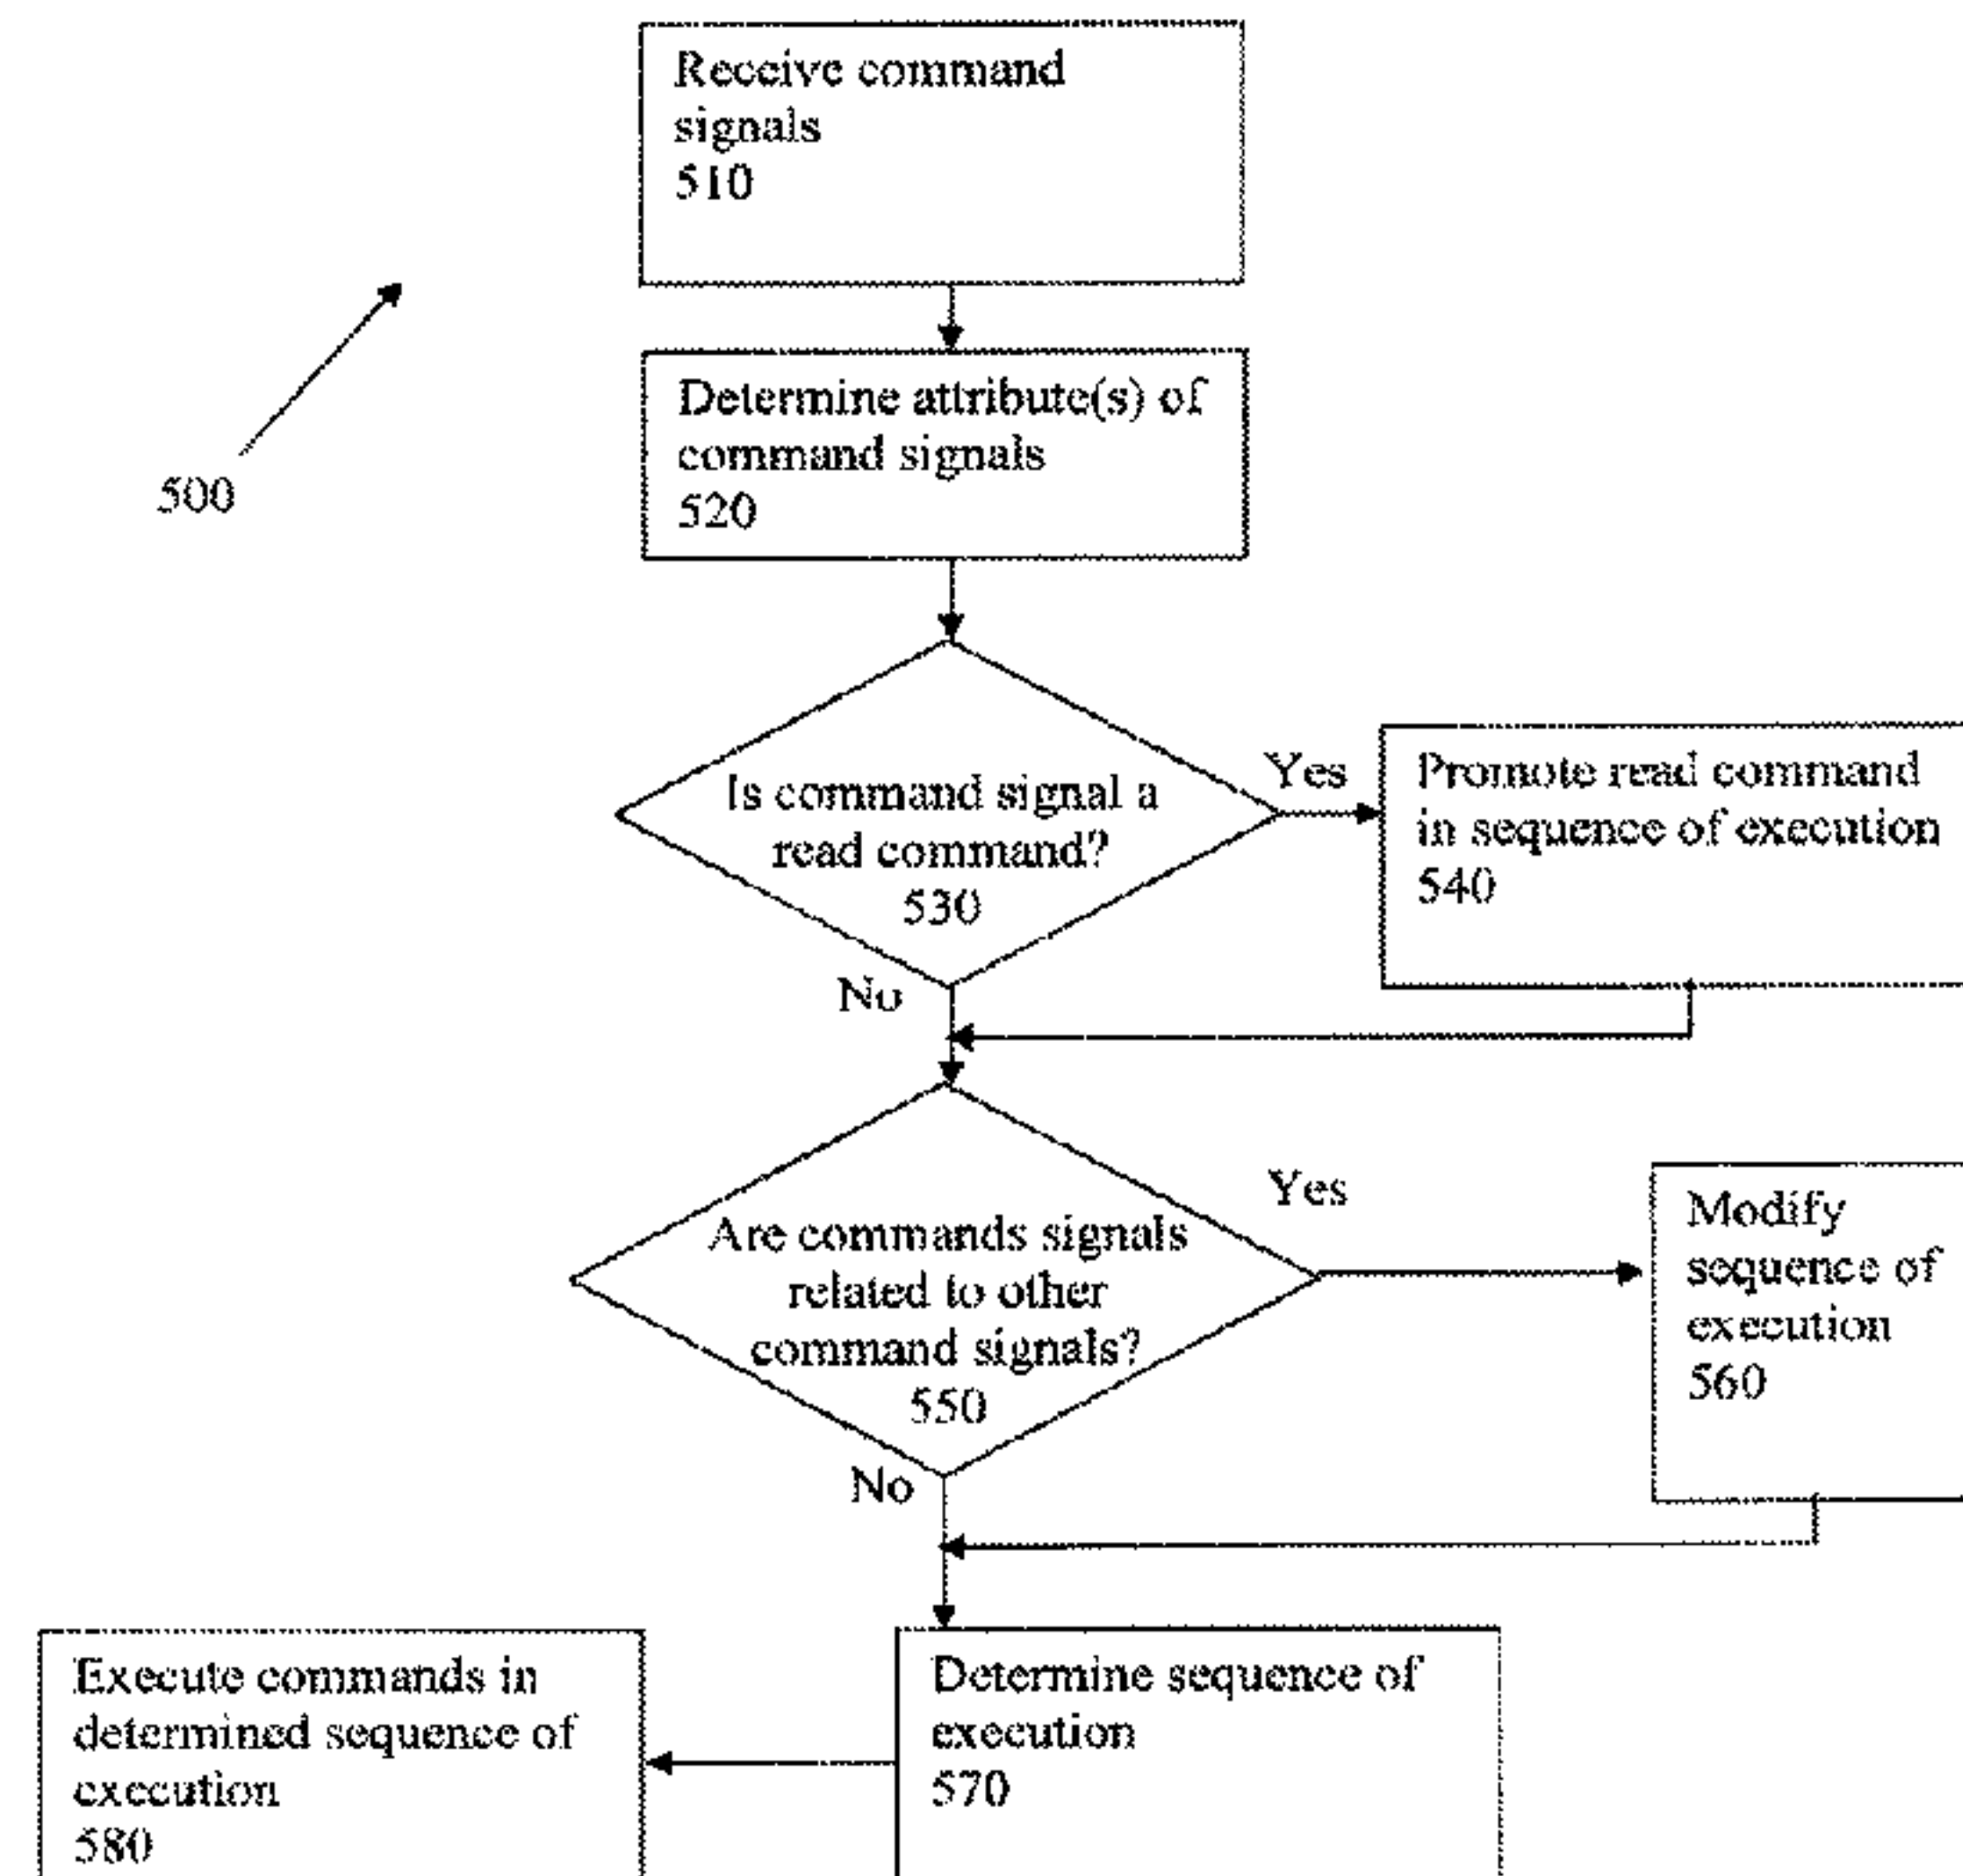 Receive command
signals
510
500
Determine attribute(s) of
command signals
520
Is command signal a
read command?
530
Yes
No
Promote read command
in sequence of execution
540
Are commands signals
related to other
command signals?
550
Yes
No
Modify
sequence of
execution
560
Determine sequence of
execution
570
Execute commands in
determined sequence of
execution
580